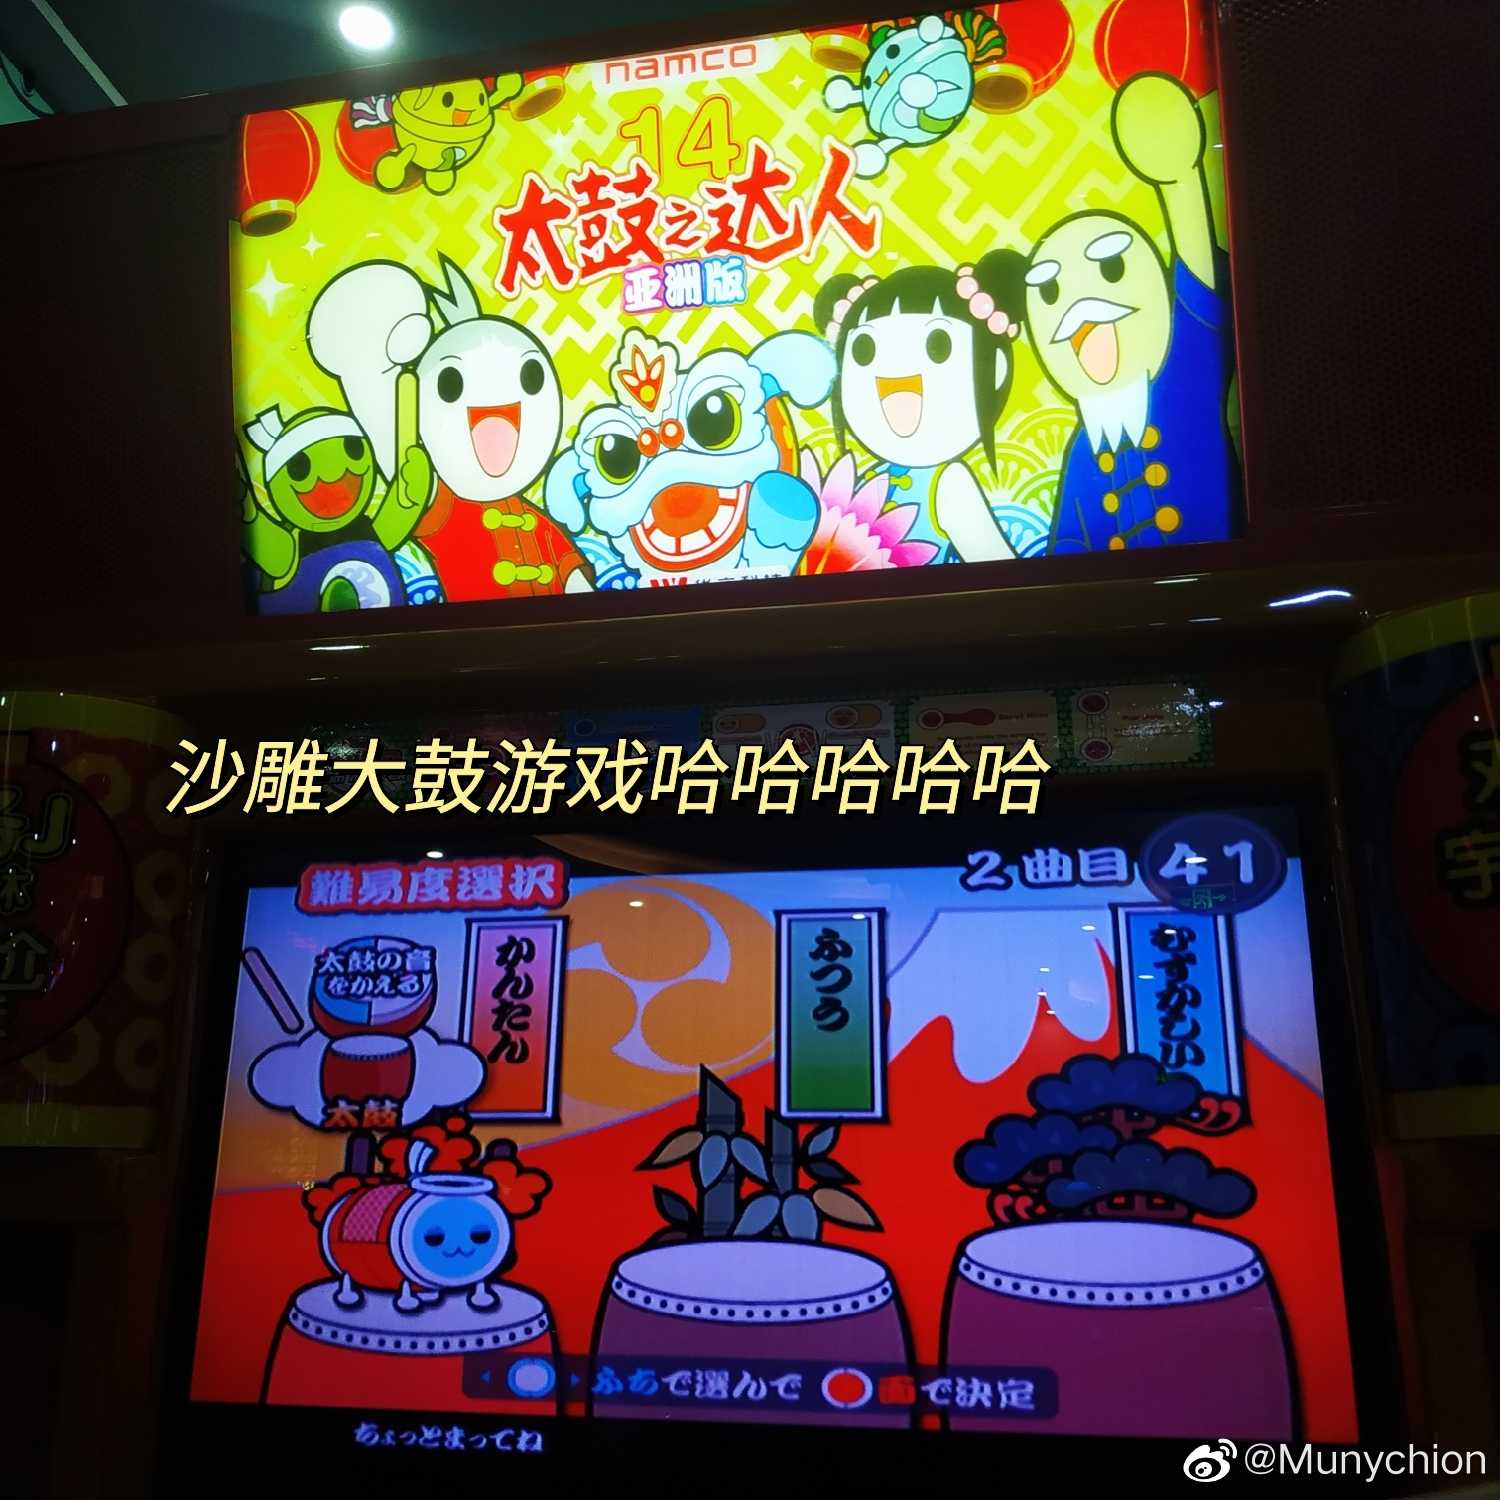 namco
14
太鼓之达人
亚洲版
沙雕大鼓游戏哈哈哈哈哈
難易度選択
2曲目
41
太鼓の音
をかえる
かんたん
ふつう
むずかしい
太鼓
ふちで選んで
面で決定
ちょっとまってね
@Munychion